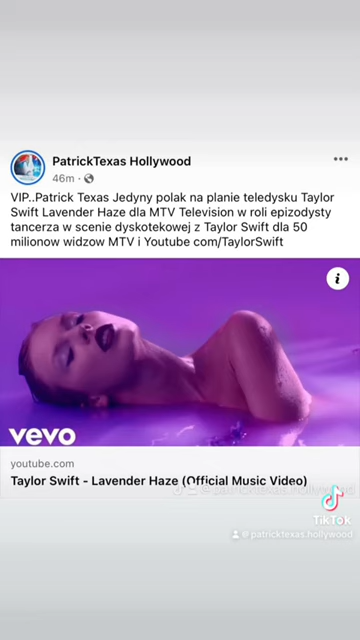 PatrickTexas Hollywood
46m
VIP..Patrick Texas Jedyny polak na planie teledysku Taylor
Swift Lavender Haze dla MTV Television w roli epizodysty
tancerza w scenie dyskotekowej z Taylor Swift dla 50
milionow widzow MTV i Youtube com/TaylorSwift
i
vevo
youtube.com
Taylor Swift - Lavender Haze (Official Music Video)
@patricktexas.hollywood
TikTok
@patricktexas.hollywood